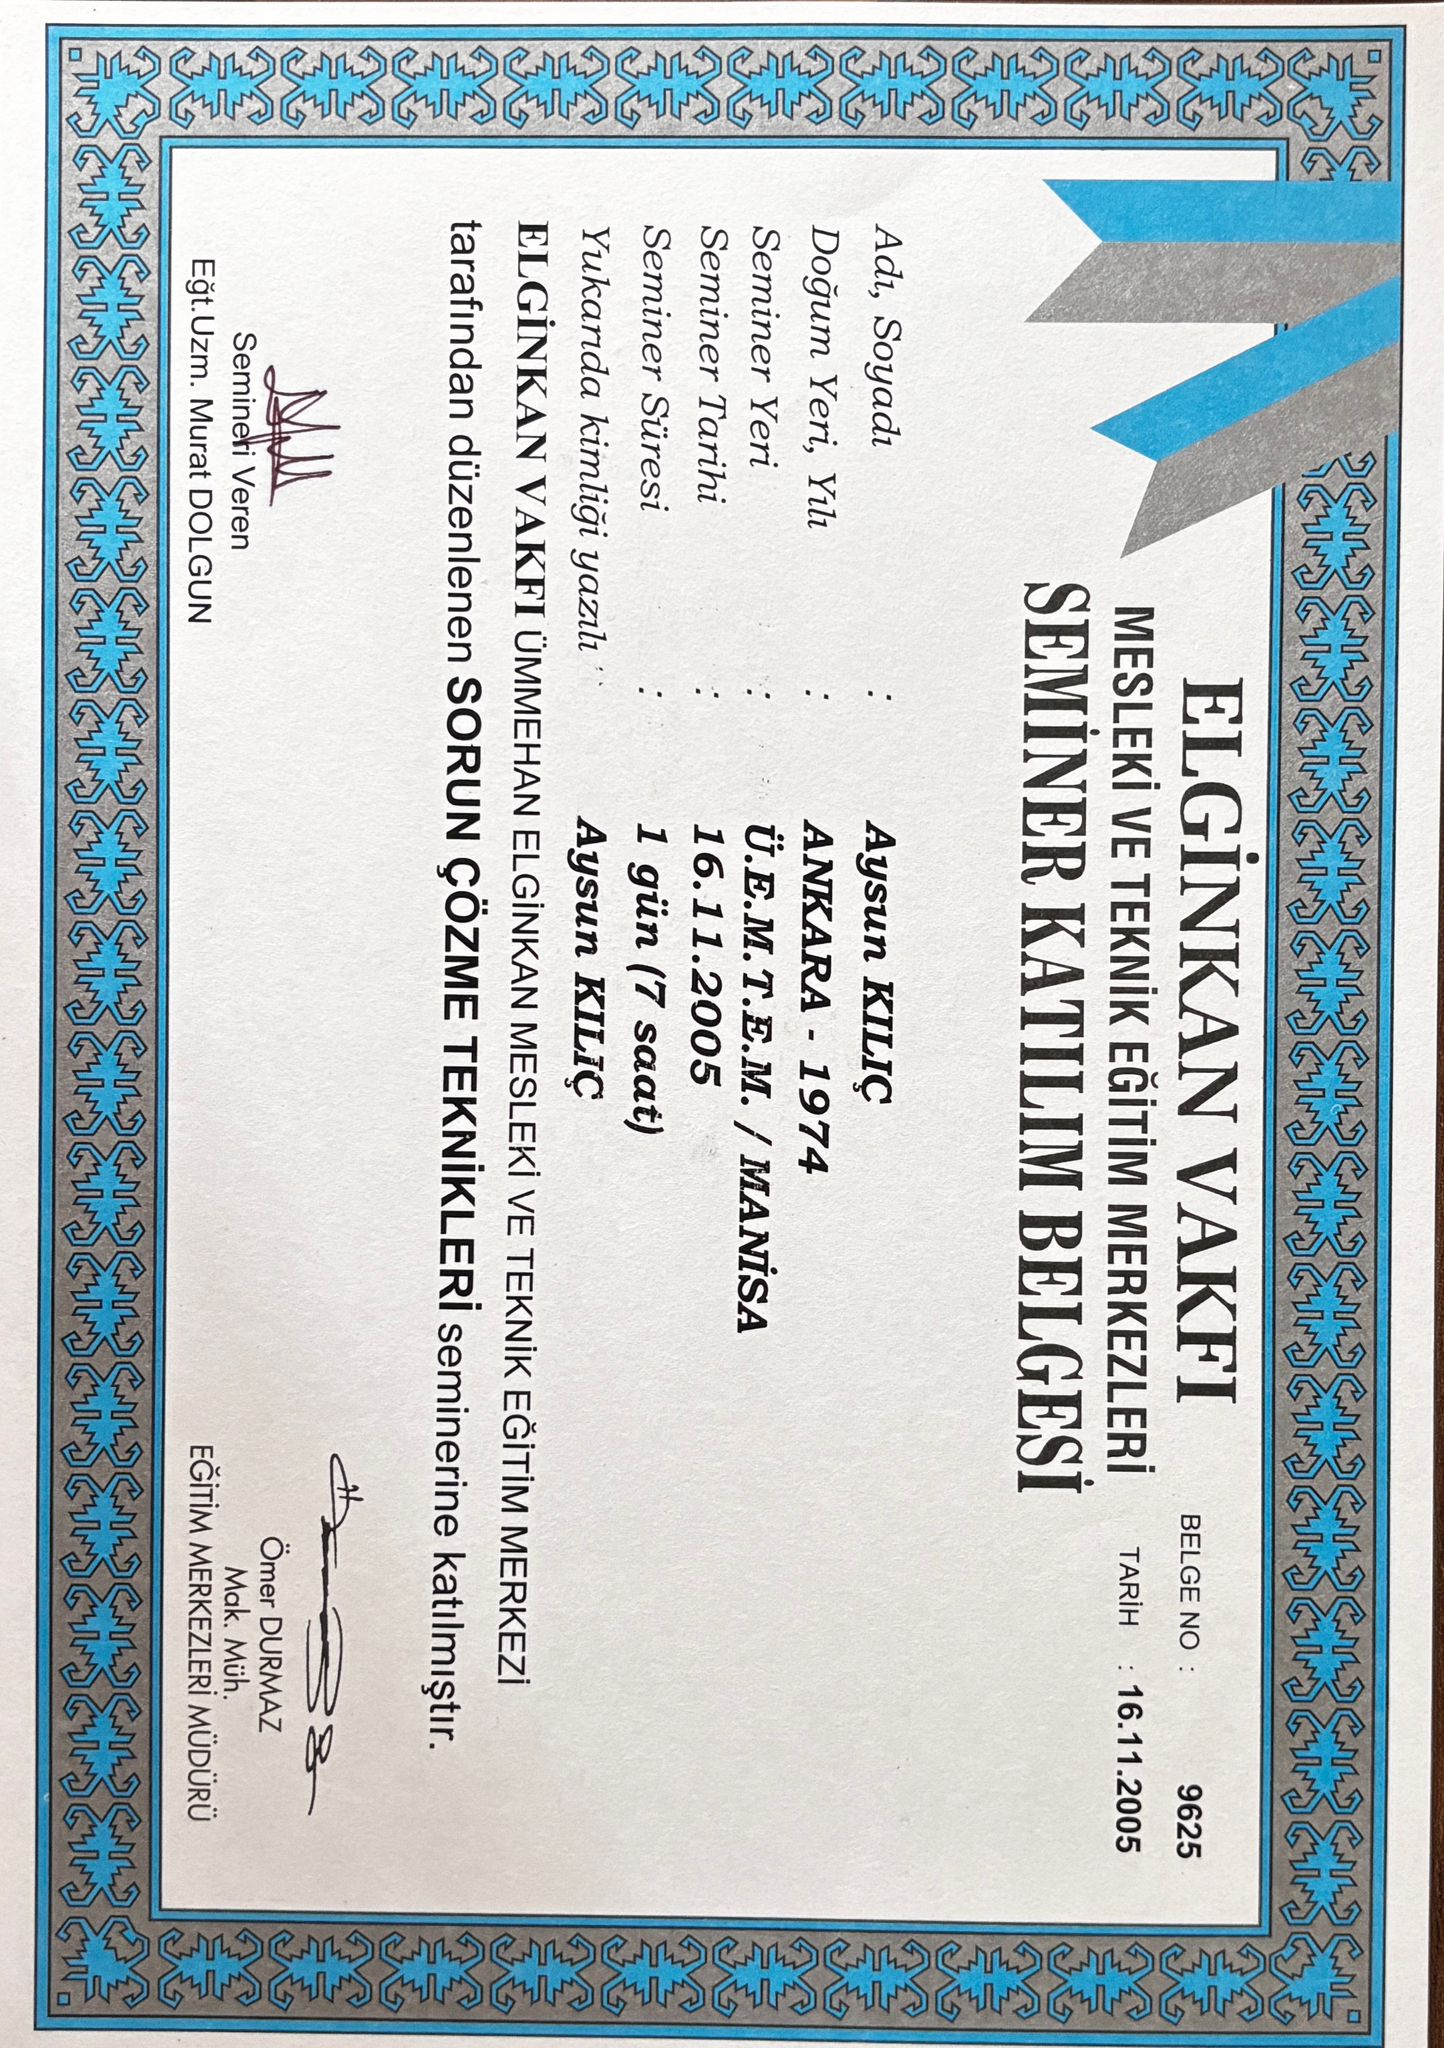 ELGİNKAN VAKFI
MESLEKİ VE TEKNİK EĞİTİM MERKEZLERİ
SEMİNER KATILIM BELGESİ
BELGE NO : 9625
TARİH : 16.11.2005
Adı, Soyadı : Aysun KILIÇ
Doğum Yeri, Yılı : ANKARA - 1974
Seminer Yeri : Ü.E.M.T.E.M. / MANİSA
Seminer Tarihi : 16.11.2005
Seminer Süresi : 1 gün (7 saat)
Yukarıda kimliği yazılı : Aysun KILIÇ
ELGİNKAN VAKFI ÜMMEHAN ELGİNKAN MESLEKİ VE TEKNİK EĞİTİM MERKEZİ
tarafından düzenlenen SORUN ÇÖZME TEKNİKLERİ seminerine katılmıştır.
Semineri Veren
Eğt.Uzm. Murat DOLGUN
Ömer DURMAZ
Mak. Müh.
EĞİTİM MERKEZLERİ MÜDÜRÜ